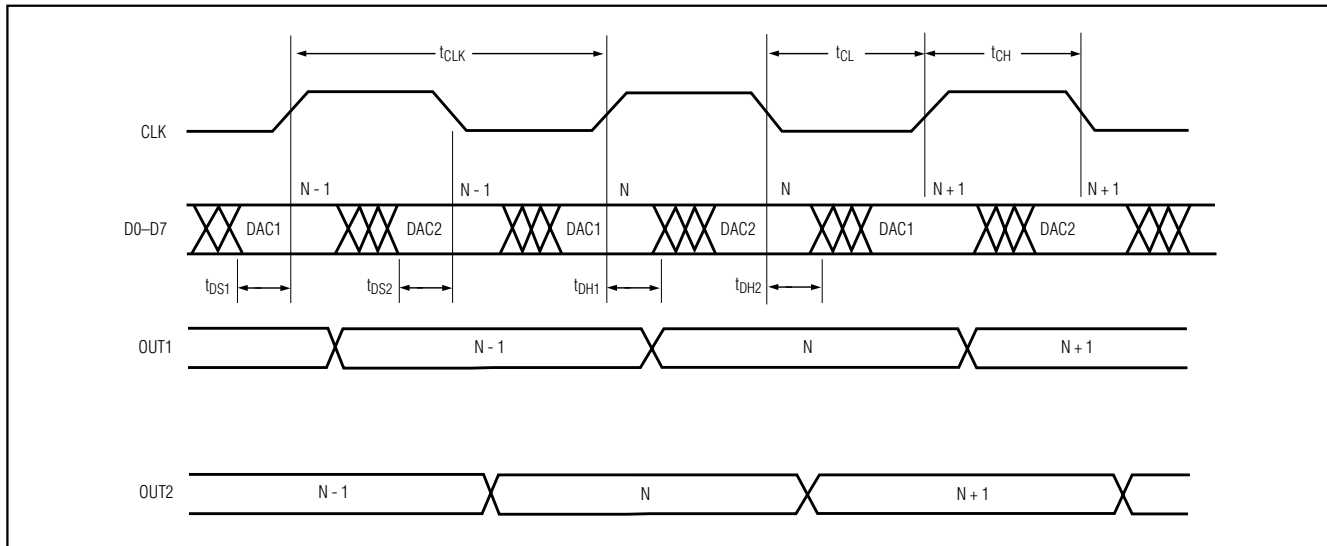 tCLK
tCL
tCH
CLK
N - 1
N - 1
N
N
N + 1
N + 1
D0–D7
DAC1
DAC2
DAC1
DAC2
DAC1
DAC2
tDS1
tDS2
tDH1
tDH2
OUT1
N - 1
N
N + 1
OUT2
N - 1
N
N + 1